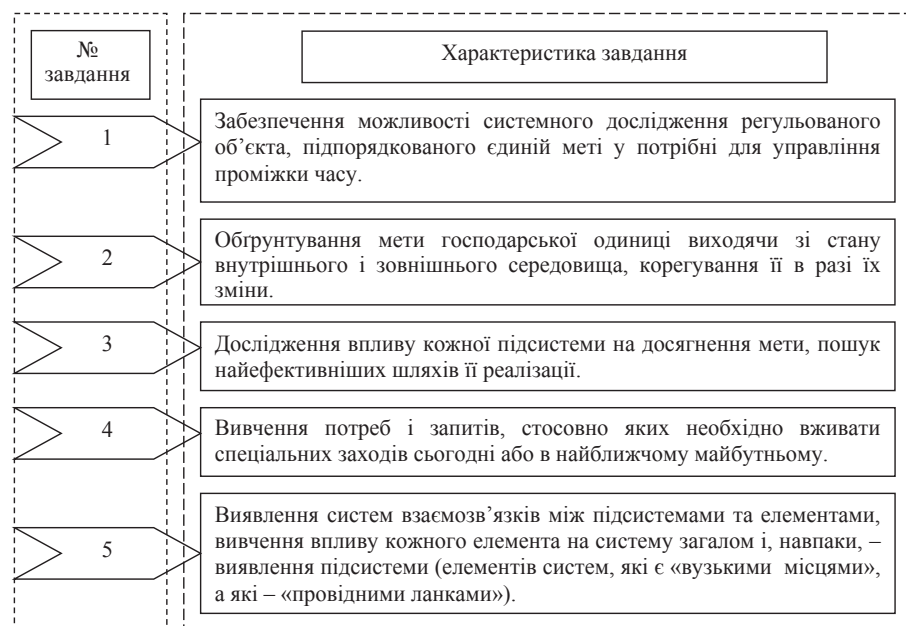 №
завдання
Характеристика завдання
1
Забезпечення можливості системного дослідження регульованого
об’єкта, підпорядкованого єдиній меті у потрібні для управління
проміжки часу.
2
Обґрунтування мети господарської одиниці виходячи зі стану
внутрішнього і зовнішнього середовища, корегування її в разі їх
зміни.
3
Дослідження впливу кожної підсистеми на досягнення мети, пошук
найефективніших шляхів її реалізації.
4
Вивчення потреб і запитів, стосовно яких необхідно вживати
спеціальних заходів сьогодні або в найближчому майбутньому.
5
Виявлення систем взаємозв’язків між підсистемами та елементами,
вивчення впливу кожного елемента на систему загалом і, навпаки, –
виявлення підсистеми (елементів систем, які є «вузькими місцями»,
а які – «провідними ланками»).